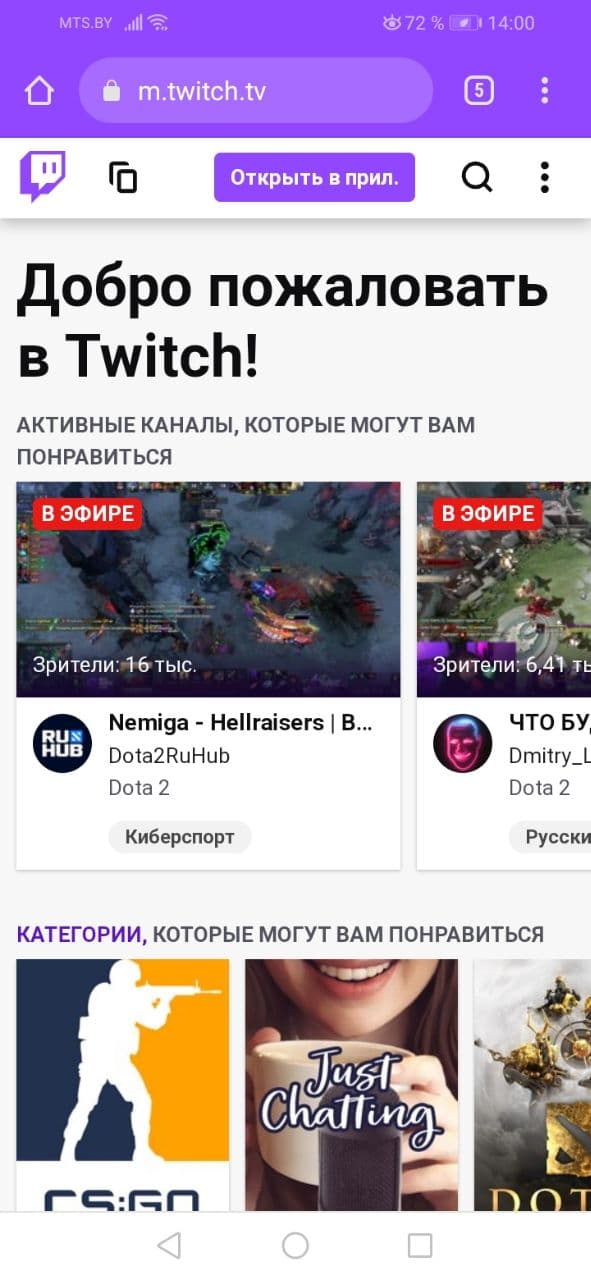 MTS.BY 72 % 14:00
m.twitch.tv 5
Открыть в прил.
Добро пожаловать
в Twitch!
АКТИВНЫЕ КАНАЛЫ, КОТОРЫЕ МОГУТ ВАМ
ПОНРАВИТЬСЯ
В ЭФИРЕ
Зрители: 16 тыс.
RU
HUB
Nemiga - Hellraisers | B...
Dota2RuHub
Dota 2
Киберспорт
В ЭФИРЕ
Зрители: 6,41 ты
ЧТО БУ
Dmitry_L
Dota 2
Русски
КАТЕГОРИИ, КОТОРЫЕ МОГУТ ВАМ ПОНРАВИТЬСЯ
CS:GO
Just
Chatting
DOT